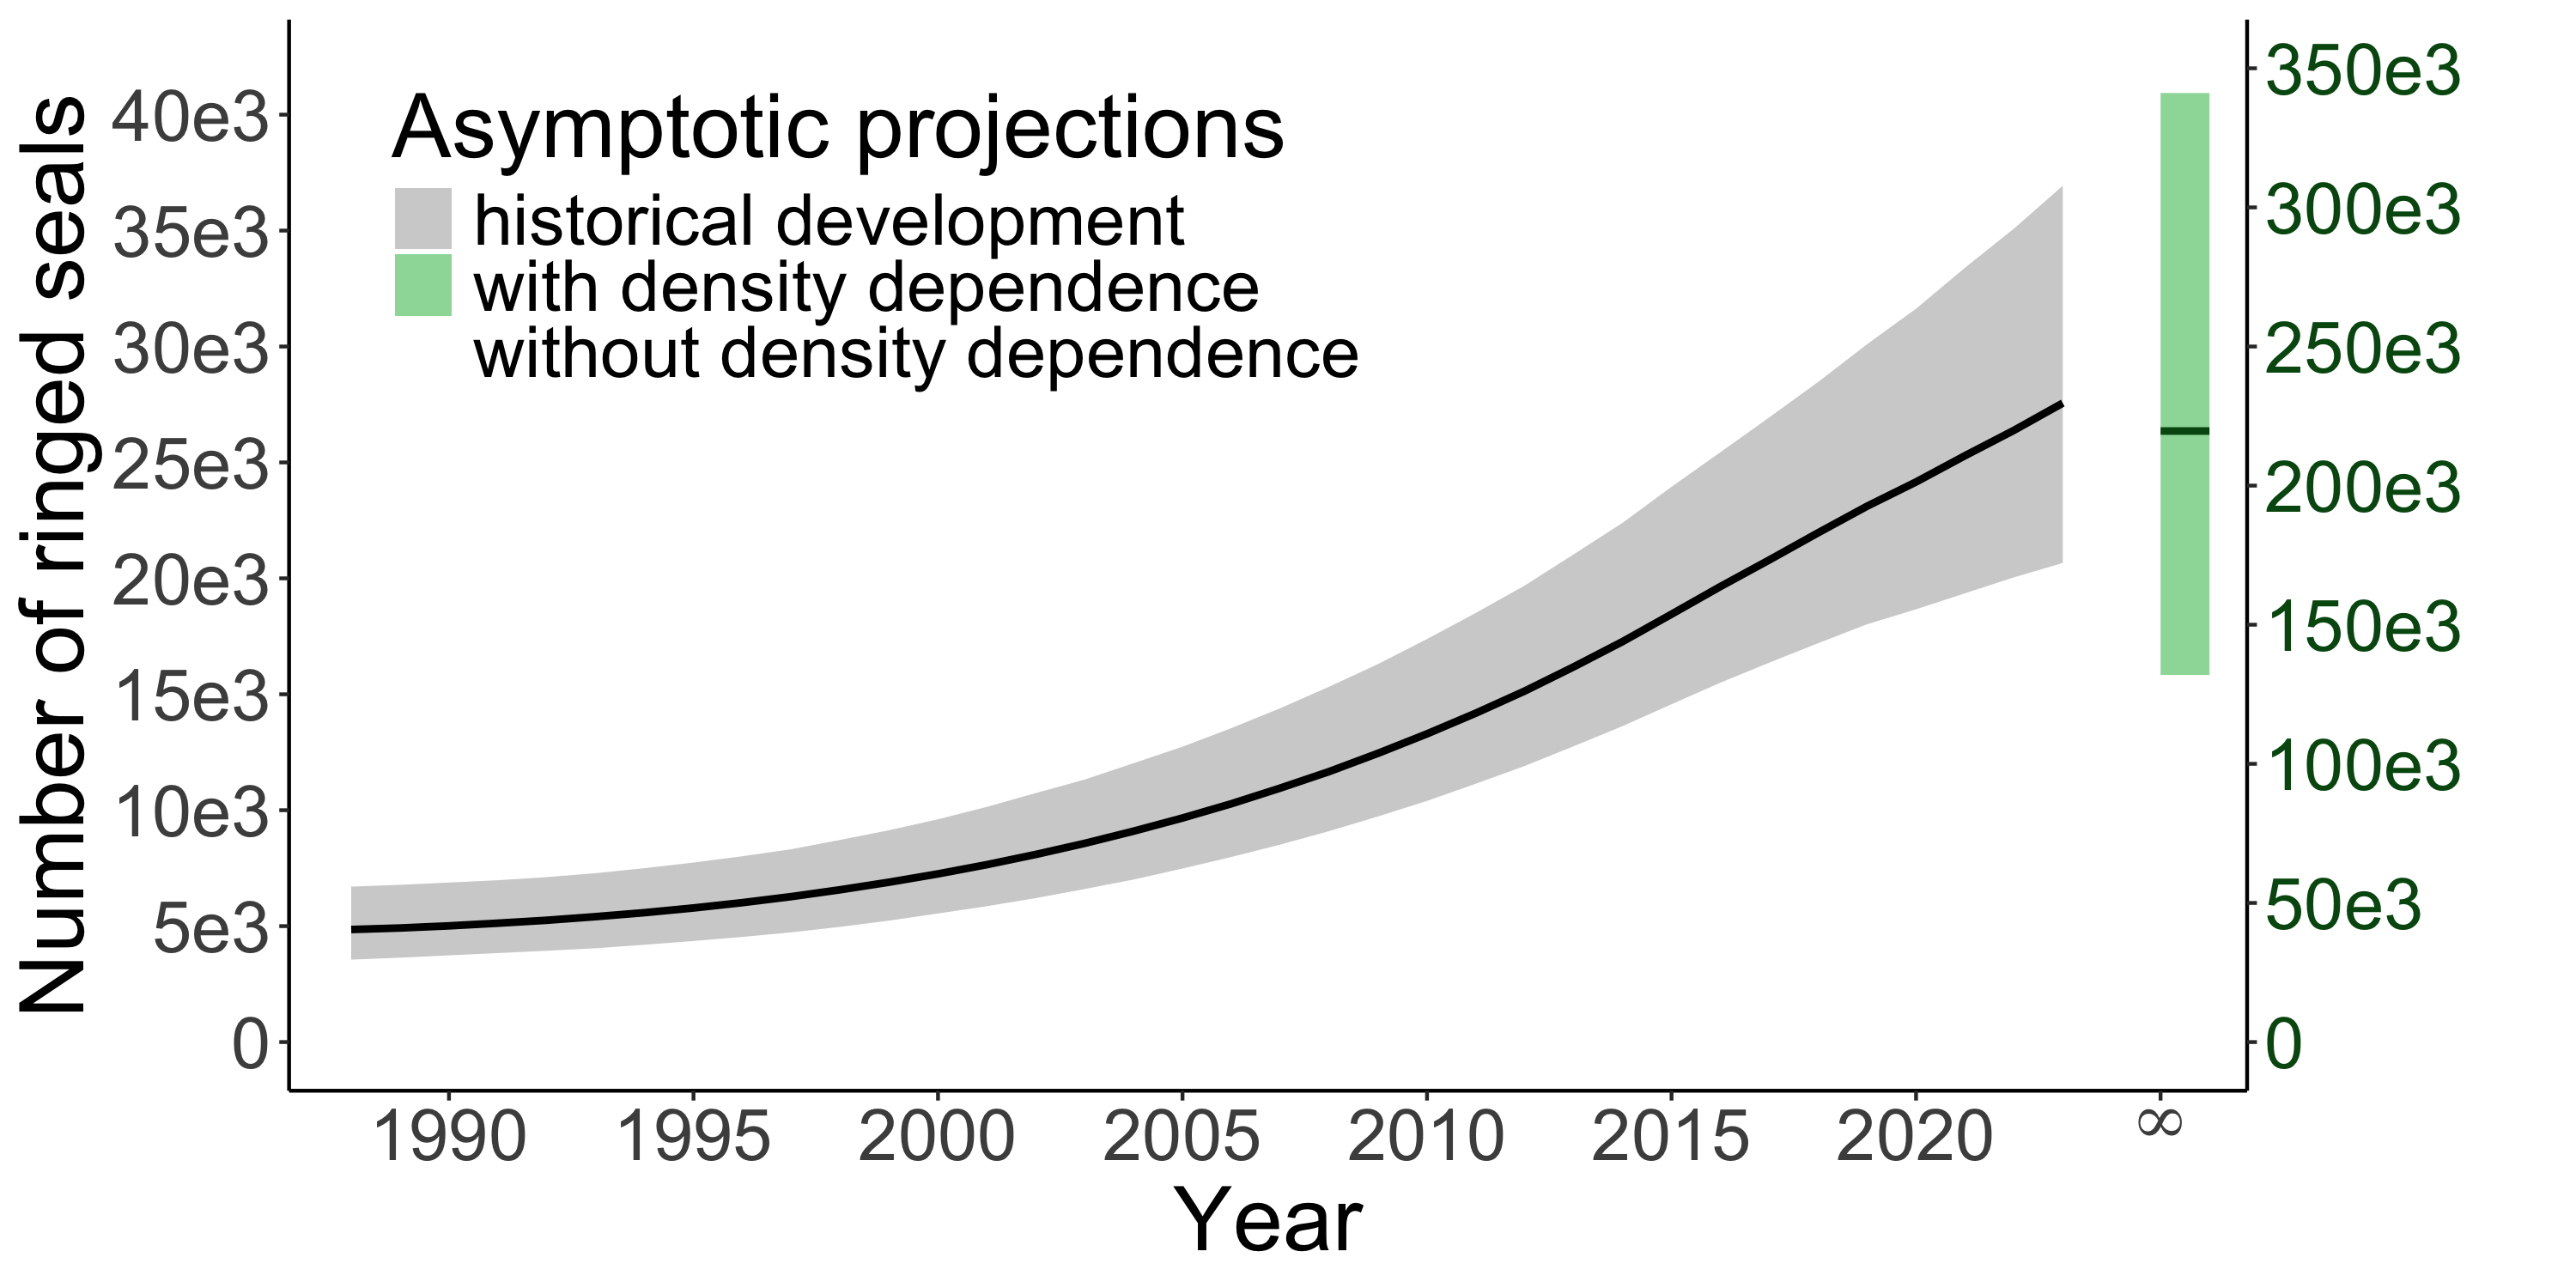 Number of ringed seals
40e3
35e3
30e3
25e3
20e3
15e3
10e3
5e3
0
Asymptotic projections
historical development
with density dependence
without density dependence
350e3
300e3
250e3
200e3
150e3
100e3
50e3
0
1990 1995 2000 2005 2010 2015 2020 ∞
Year